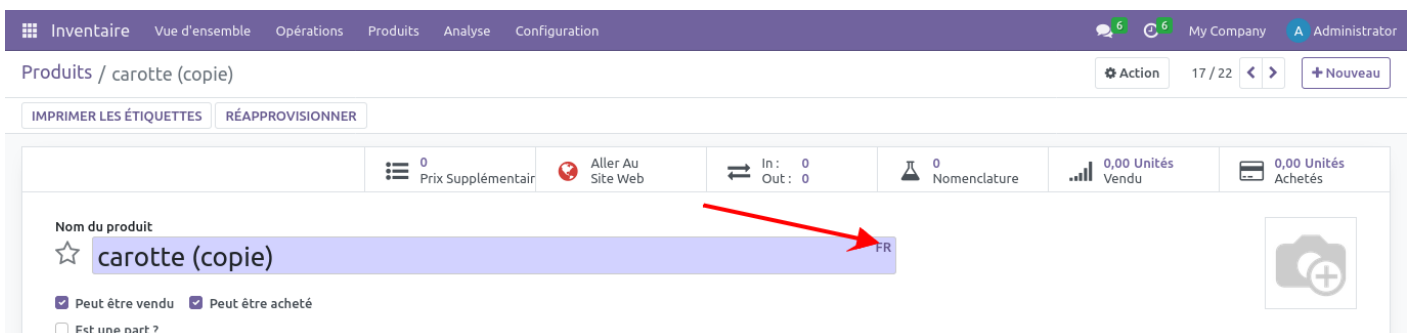 Inventaire Vue d'ensemble Opérations Produits Analyse Configuration 6 6 My Company A Administrator
Produits / carotte (copie) Action 17 / 22 + Nouveau
IMPRIMER LES ÉTIQUETTES RÉAPPROVISIONNER
0 Aller Au In : 0 0 0,00 Unités 0,00 Unités
Prix Supplémentair Site Web Out : 0 Nomenclature Vendu Achetés
Nom du produit
carotte (copie) FR
Peut être vendu Peut être acheté
Est une part ?